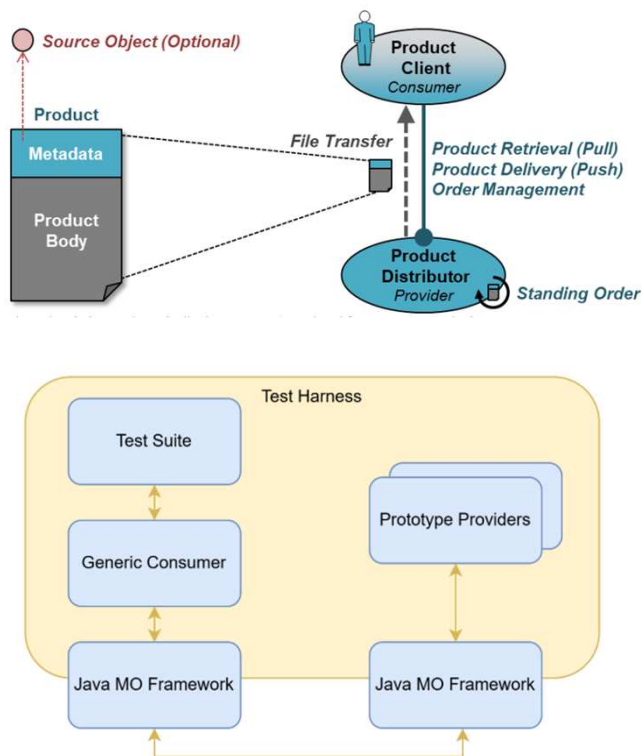 Source Object (Optional)
Product
Metadata
Product
Body
File Transfer
Product
Client
Consumer
Product Retrieval (Pull)
Product Delivery (Push)
Order Management
Product
Distributor
Provider
Standing Order
Test Harness
Test Suite
Prototype Providers
Generic Consumer
Java MO Framework
Java MO Framework